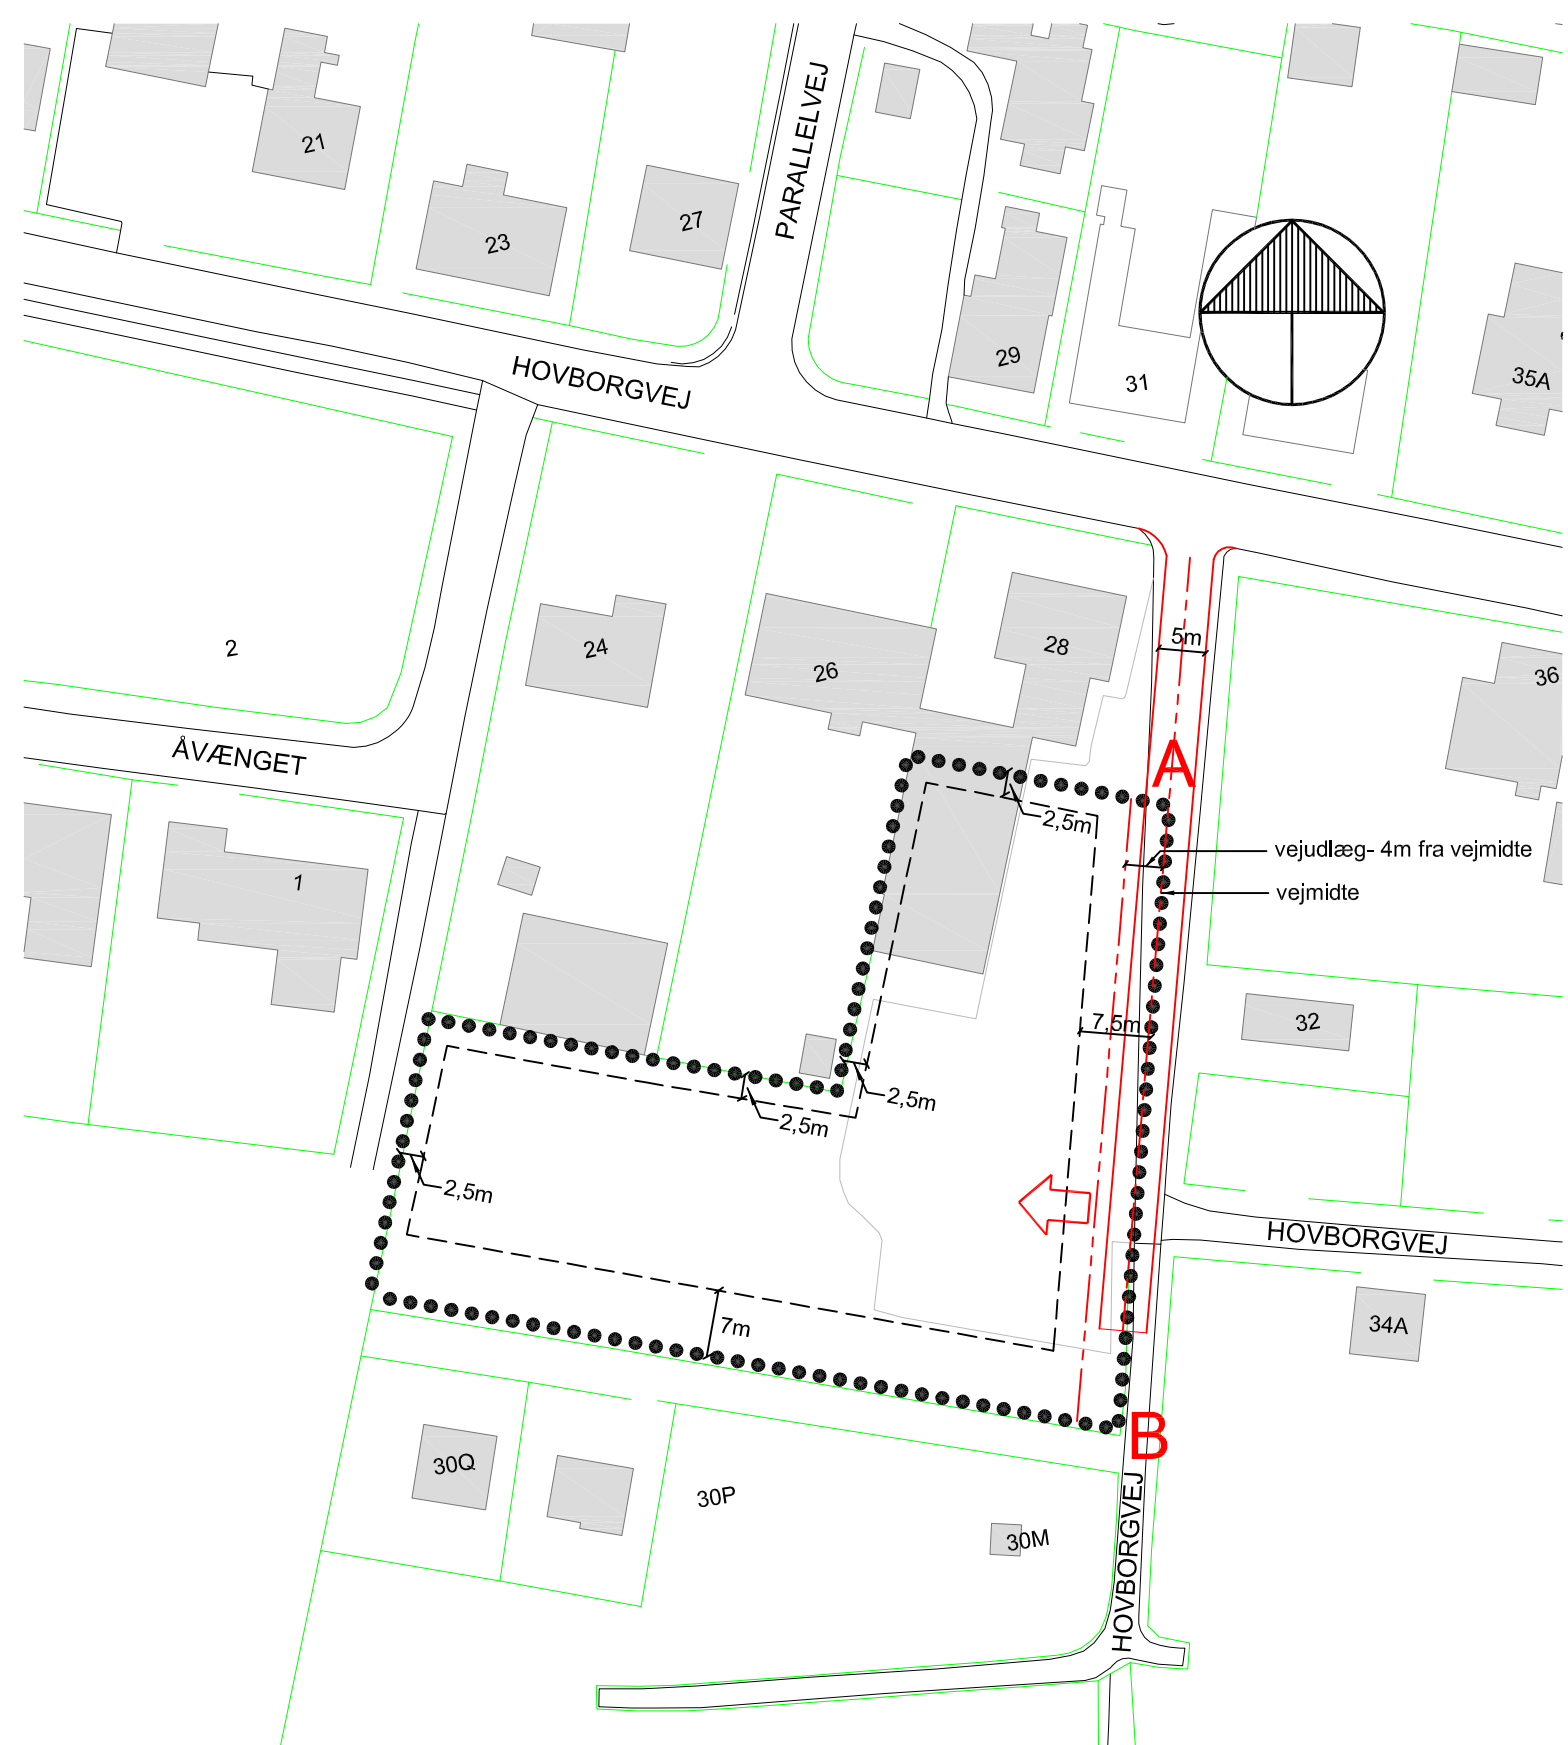 21
23
27
PARALLELVEJ
29
31
35A
HOVBORGVEJ
2
24
26
28
5m
36
ÅVÆNGET
A
2,5m
vejudlæg- 4m fra vejmidte
vejmidte
1
7,5m
32
2,5m
2,5m
2,5m
HOVBORGVEJ
7m
34A
B
30Q
30P
30M
HOVBORGVEJ